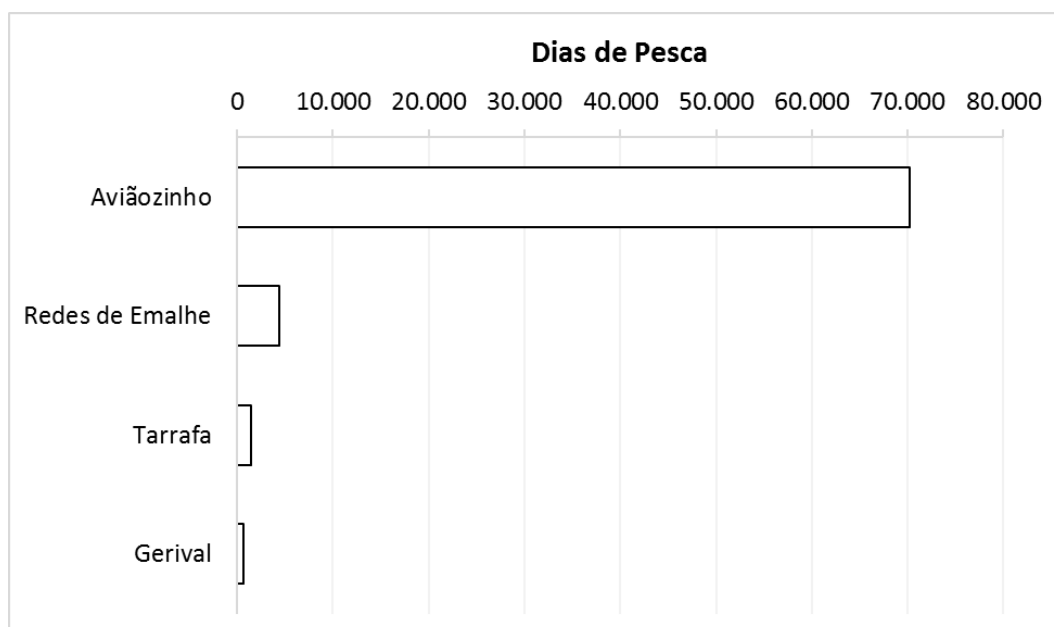 Dias de Pesca
0 10.000 20.000 30.000 40.000 50.000 60.000 70.000 80.000
Aviãozinho
Redes de Emalhe
Tarrafa
Gerival